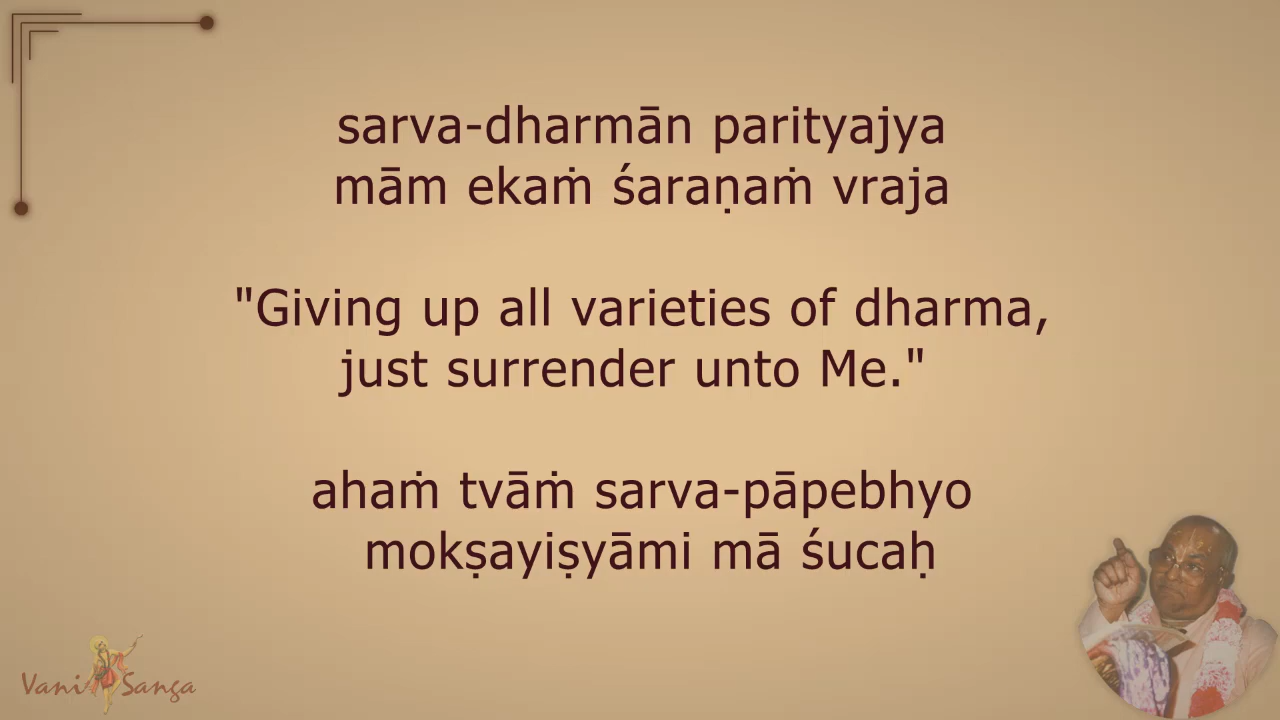 sarva-dharmān parityajya
mām ekaṁ śaraṇaṁ vraja
"Giving up all varieties of dharma,
just surrender unto Me."
ahaṁ tvāṁ sarva-pāpebhyo
mokṣayiṣyāmi mā śucaḥ
Vani Sanga